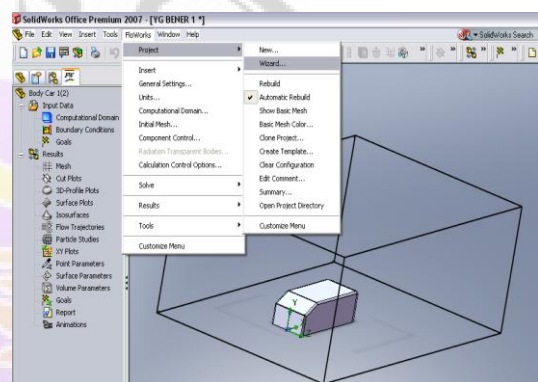 SolidWorks Office Premium 2007 - [YG BENER 1 *]
File Edit View Insert Tools FloWorks Window Help
SolidWorks Search
Project
Insert
General Settings...
Units...
Computational Domain...
Initial Mesh...
Component Control...
Radiation Transparent Bodies...
Calculation Control Options...
Solve
Results
Tools
Customize Menu
New...
Wizard...
Rebuild
Automatic Rebuild
Show Basic Mesh
Basic Mesh Color...
Clone Project...
Create Template...
Clear Configuration
Edit Comment...
Summary...
Open Project Directory
Customize Menu
Body Car 1(2)
Input Data
Computational Domain
Boundary Conditions
Goals
Results
Mesh
Cut Plots
3D-Profile Plots
Surface Plots
Isosurfaces
Flow Trajectories
Particle Studies
XY Plots
Point Parameters
Surface Parameters
Volume Parameters
Goals
Report
Animations
Y